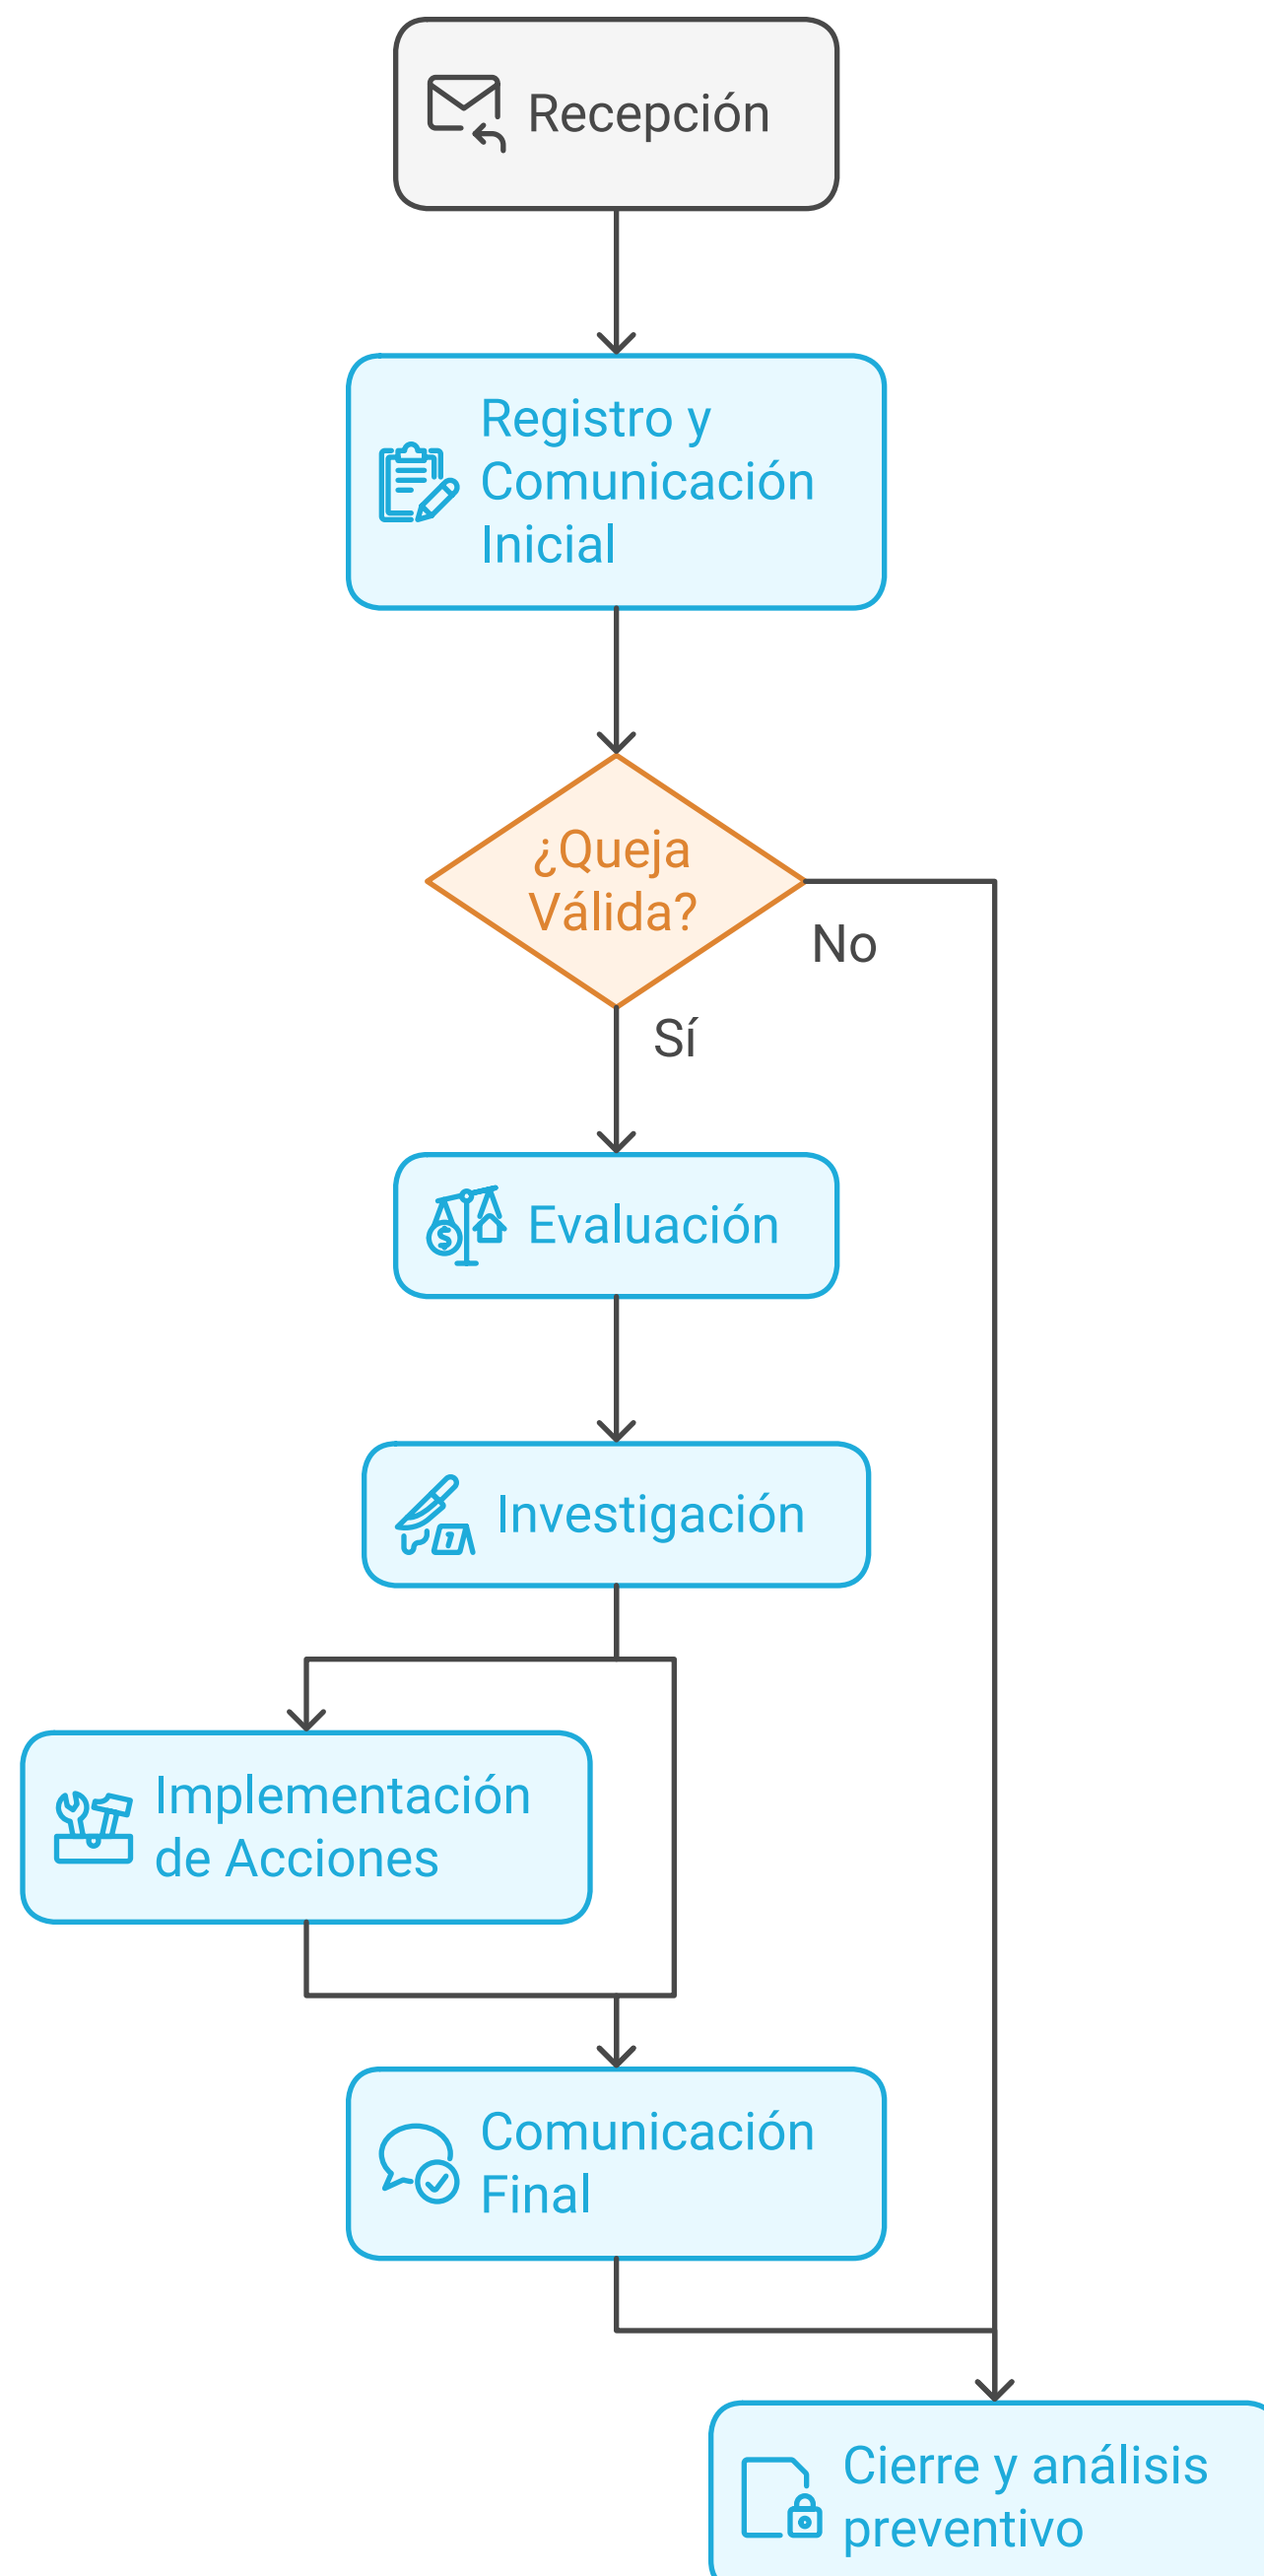 Recepción
Registro y
Comunicación
Inicial
¿Queja
Válida?
No
Sí
Evaluación
Investigación
Implementación
de Acciones
Comunicación
Final
Cierre y análisis
preventivo